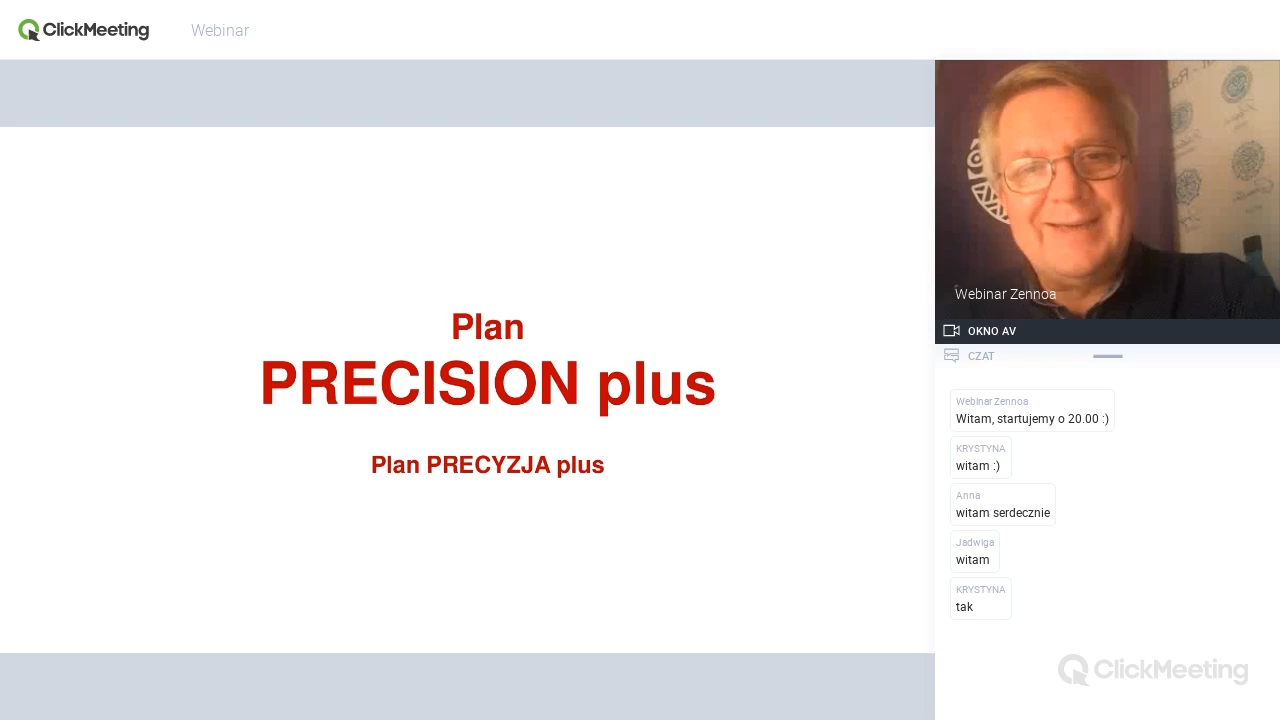 ClickMeeting
Webinar
Plan
PRECISION plus
Plan PRECYZJA plus
Webinar Zennoa
OKNO AV
CZAT
Webinar Zennoa
Witam, startujemy o 20.00 :)
KRYSTYNA
witam :)
Anna
witam serdecznie
Jadwiga
witam
KRYSTYNA
tak
ClickMeeting